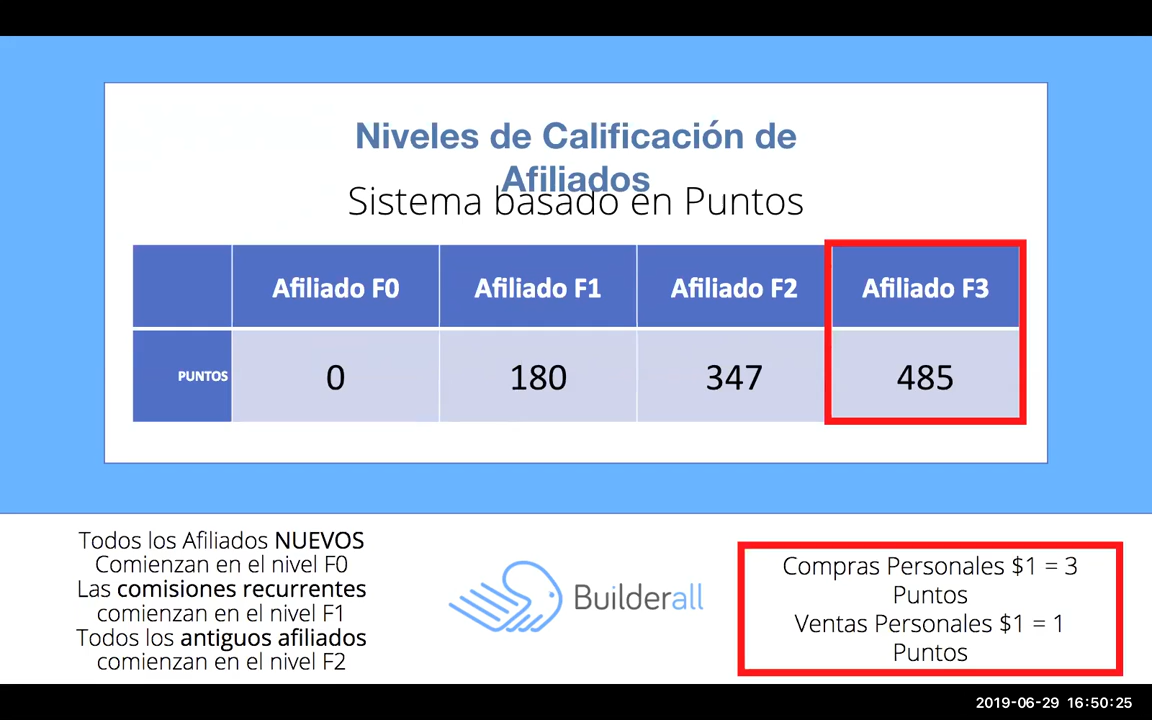 Niveles de Calificación de
Afiliados
Sistema basado en Puntos
Afiliado F0 Afiliado F1 Afiliado F2 Afiliado F3
PUNTOS 0 180 347 485
Todos los Afiliados NUEVOS
Comienzan en el nivel F0
Las comisiones recurrentes
comienzan en el nivel F1
Todos los antiguos afiliados
comienzan en el nivel F2
Builderall
Compras Personales $1 = 3
Puntos
Ventas Personales $1 = 1
Puntos
2019-06-29 16:50:25